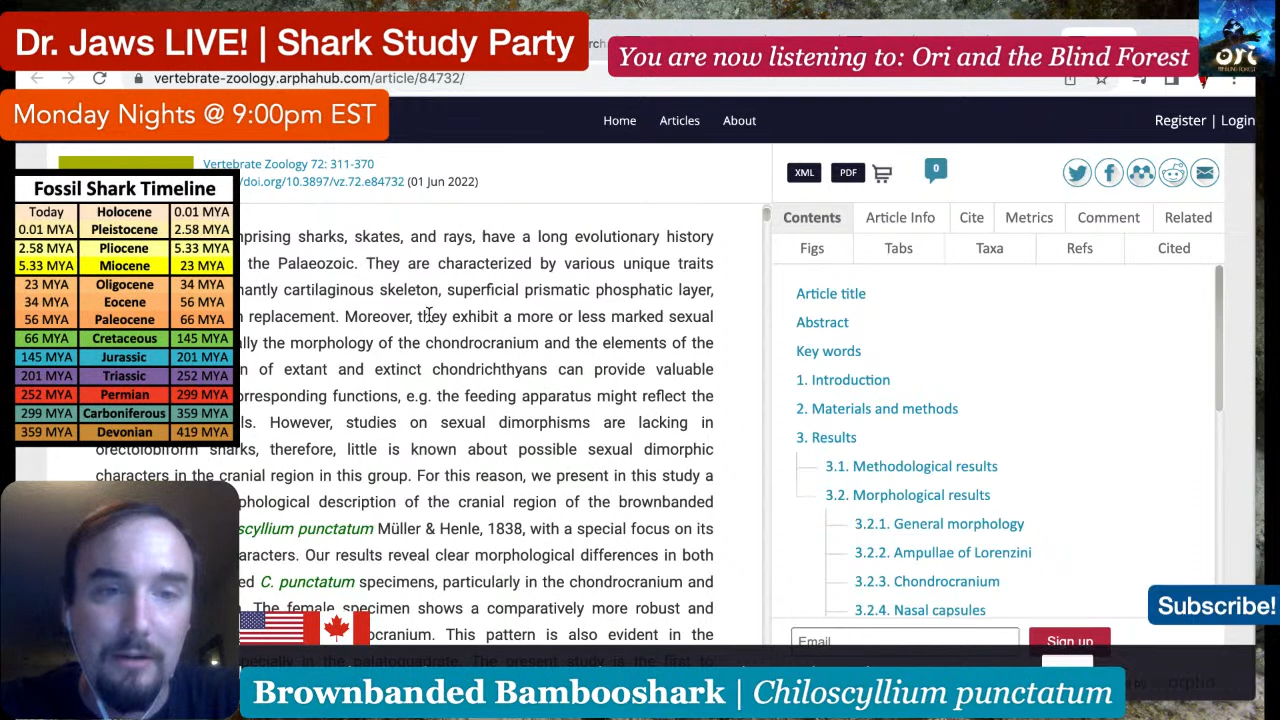 Dr. Jaws LIVE! | Shark Study Party
You are now listening to: Ori and the Blind Forest
ori
vertebrate-zoology.arphahub.com/article/84732/
Monday Nights @ 9:00pm EST
Home Articles About
Register | Login
Vertebrate Zoology 72: 311-370
/doi.org/10.3897/vz.72.e84732 (01 Jun 2022)
XML PDF 0
Fossil Shark Timeline
Today Holocene 0.01 MYA
0.01 MYA Pleistocene 2.58 MYA
2.58 MYA Pliocene 5.33 MYA
5.33 MYA Miocene 23 MYA
23 MYA Oligocene 34 MYA
34 MYA Eocene 56 MYA
56 MYA Paleocene 66 MYA
66 MYA Cretaceous 145 MYA
145 MYA Jurassic 201 MYA
201 MYA Triassic 252 MYA
252 MYA Permian 299 MYA
299 MYA Carboniferous 359 MYA
359 MYA Devonian 419 MYA
mprising sharks, skates, and rays, have a long evolutionary history
the Palaeozoic. They are characterized by various unique traits
nantly cartilaginous skeleton, superficial prismatic phosphatic layer,
replacement. Moreover, they exhibit a more or less marked sexual
ally the morphology of the chondrocranium and the elements of the
of extant and extinct chondrichthyans can provide valuable
orresponding functions, e.g. the feeding apparatus might reflect the
ls. However, studies on sexual dimorphisms are lacking in
orectolobiform sharks, therefore, little is known about possible sexual dimorphic
characters in the cranial region in this group. For this reason, we present in this study a
phological description of the cranial region of the brownbanded
scyllium punctatum Müller & Henle, 1838, with a special focus on its
aracters. Our results reveal clear morphological differences in both
ed C. punctatum specimens, particularly in the chondrocranium and
The female specimen shows a comparatively more robust and
ocranium. This pattern is also evident in the
specially in the palatoquadrate. The present study is the first to
Contents Article Info Cite Metrics Comment Related
Figs Tabs Taxa Refs Cited
Article title
Abstract
Key words
1. Introduction
2. Materials and methods
3. Results
3.1. Methodological results
3.2. Morphological results
3.2.1. General morphology
3.2.2. Ampullae of Lorenzini
3.2.3. Chondrocranium
3.2.4. Nasal capsules
Subscribe!
Email Sign up
Brownbanded Bambooshark | Chiloscyllium punctatum